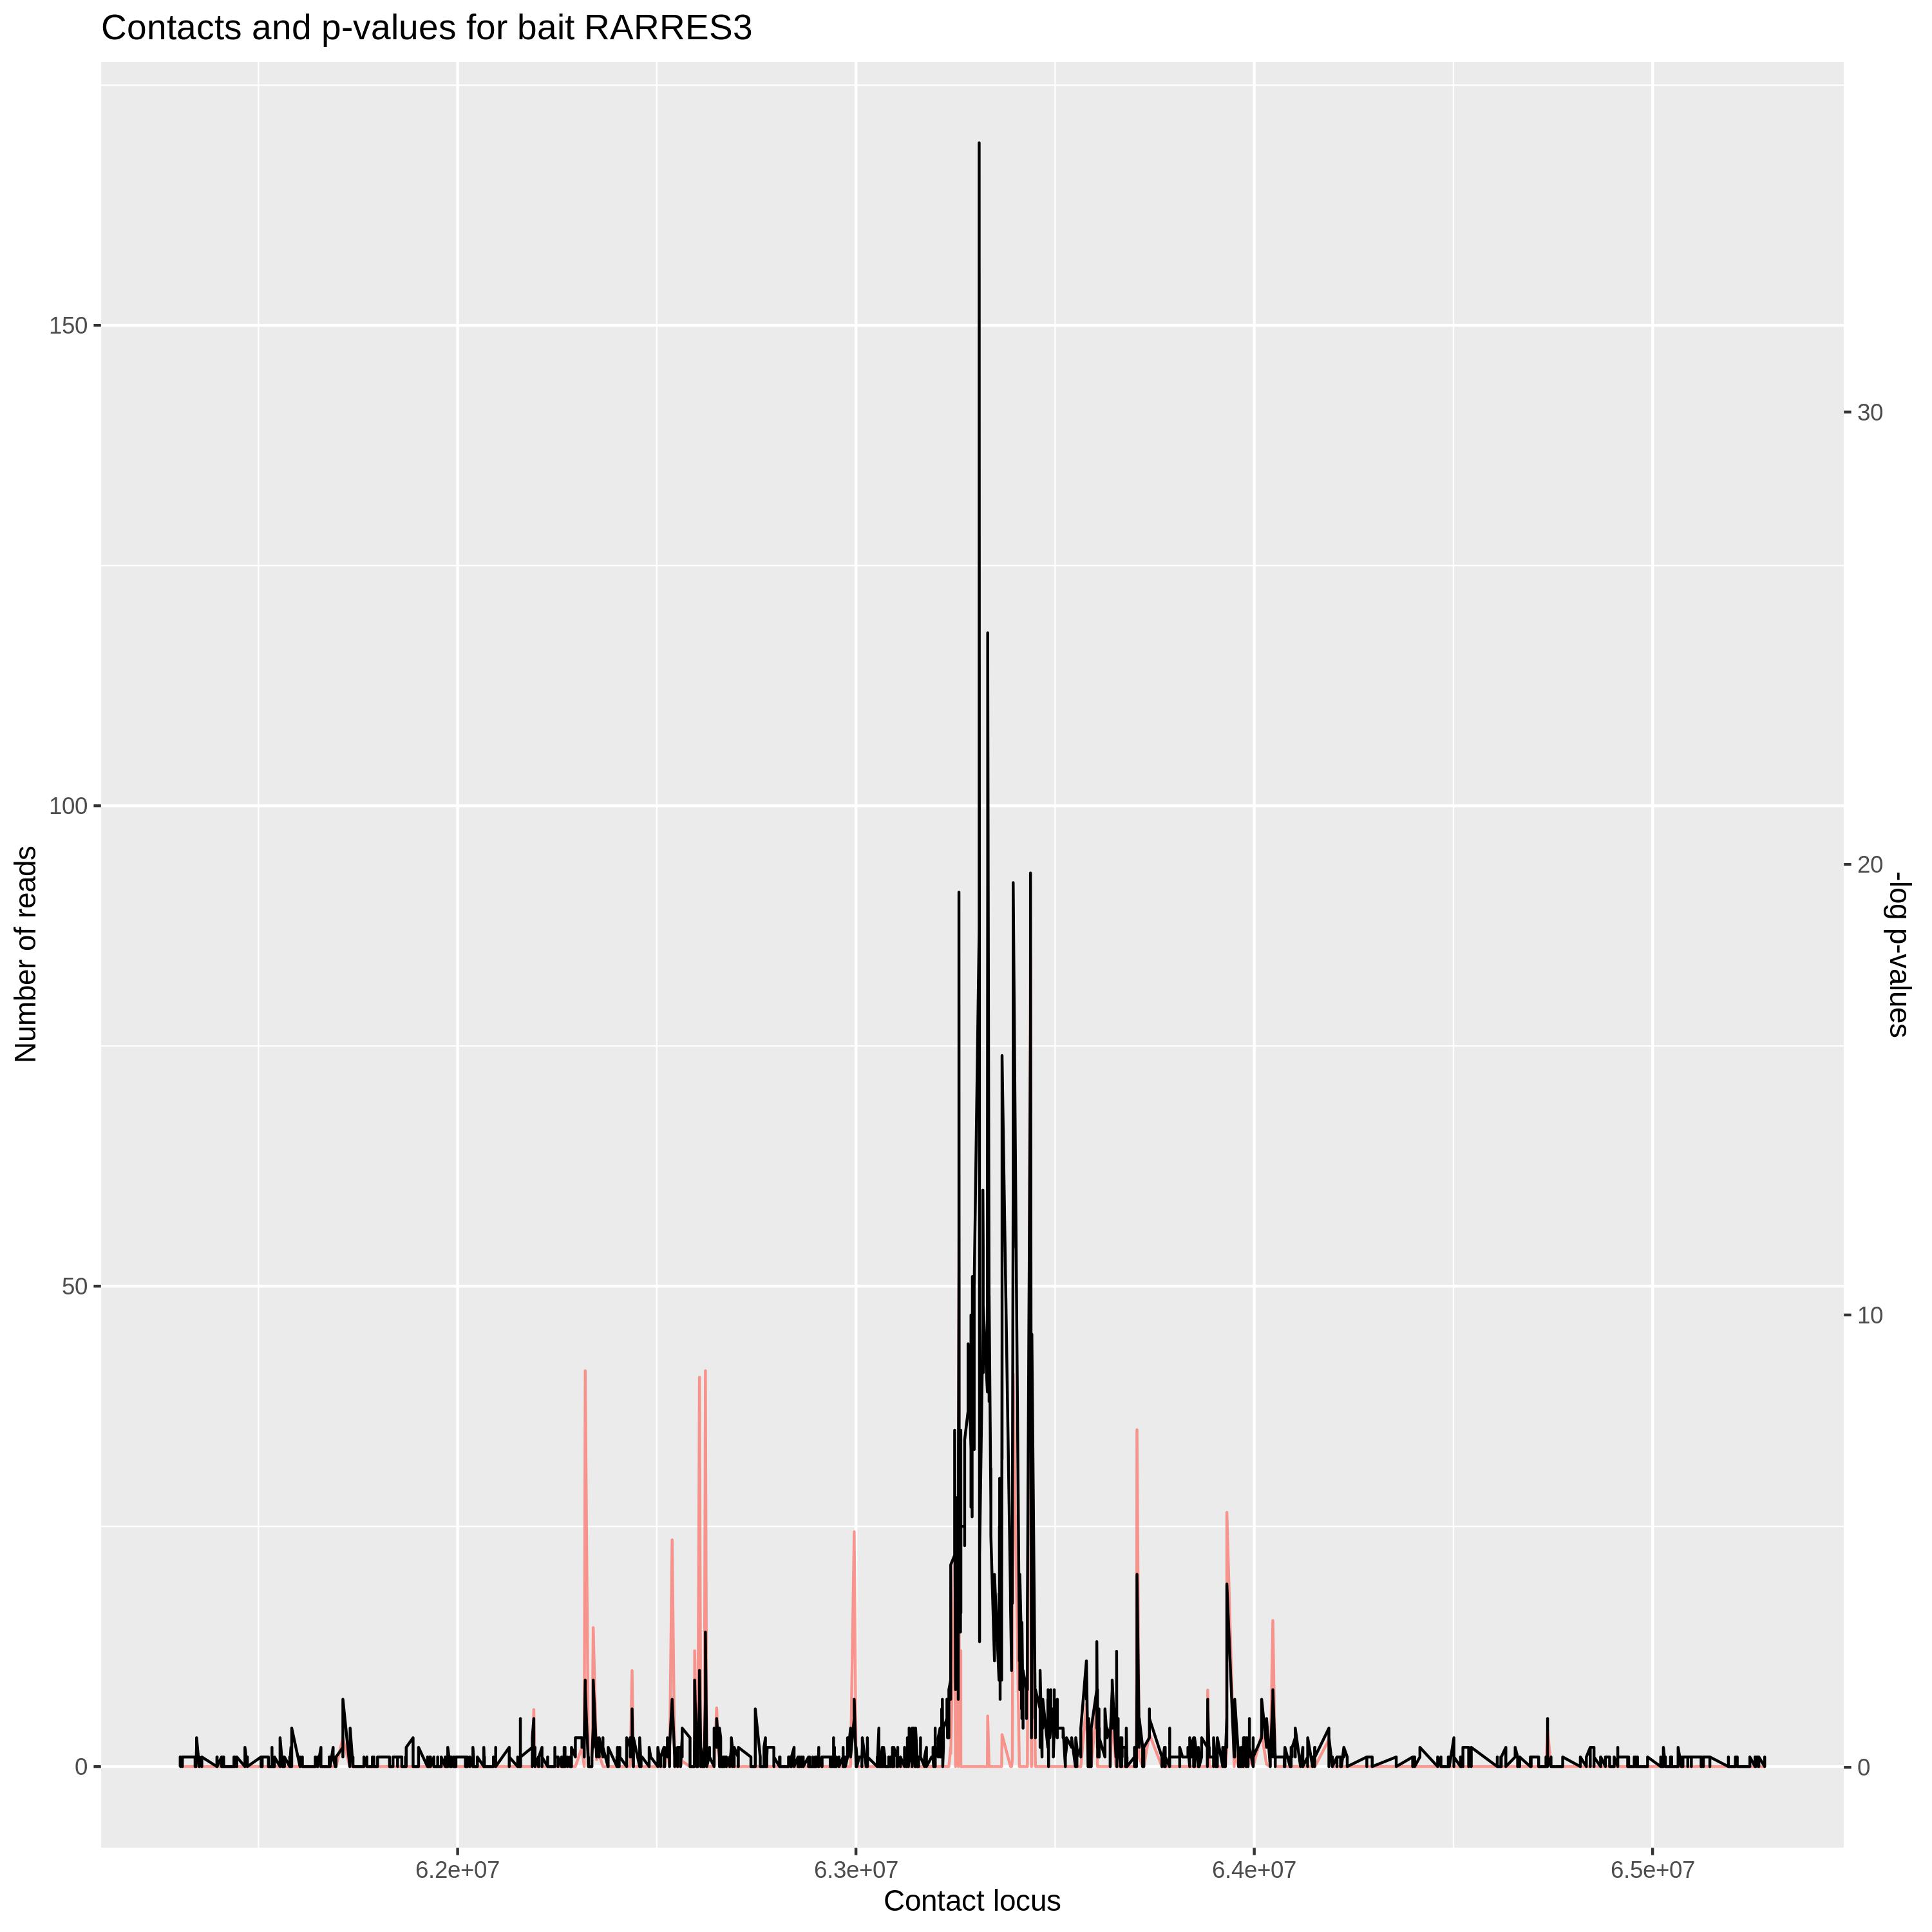 Contacts and p-values for bait RARRES3
150
100
50
0
Number of reads
30
20
10
0
-log p-values
6.2e+07 6.3e+07 6.4e+07 6.5e+07
Contact locus